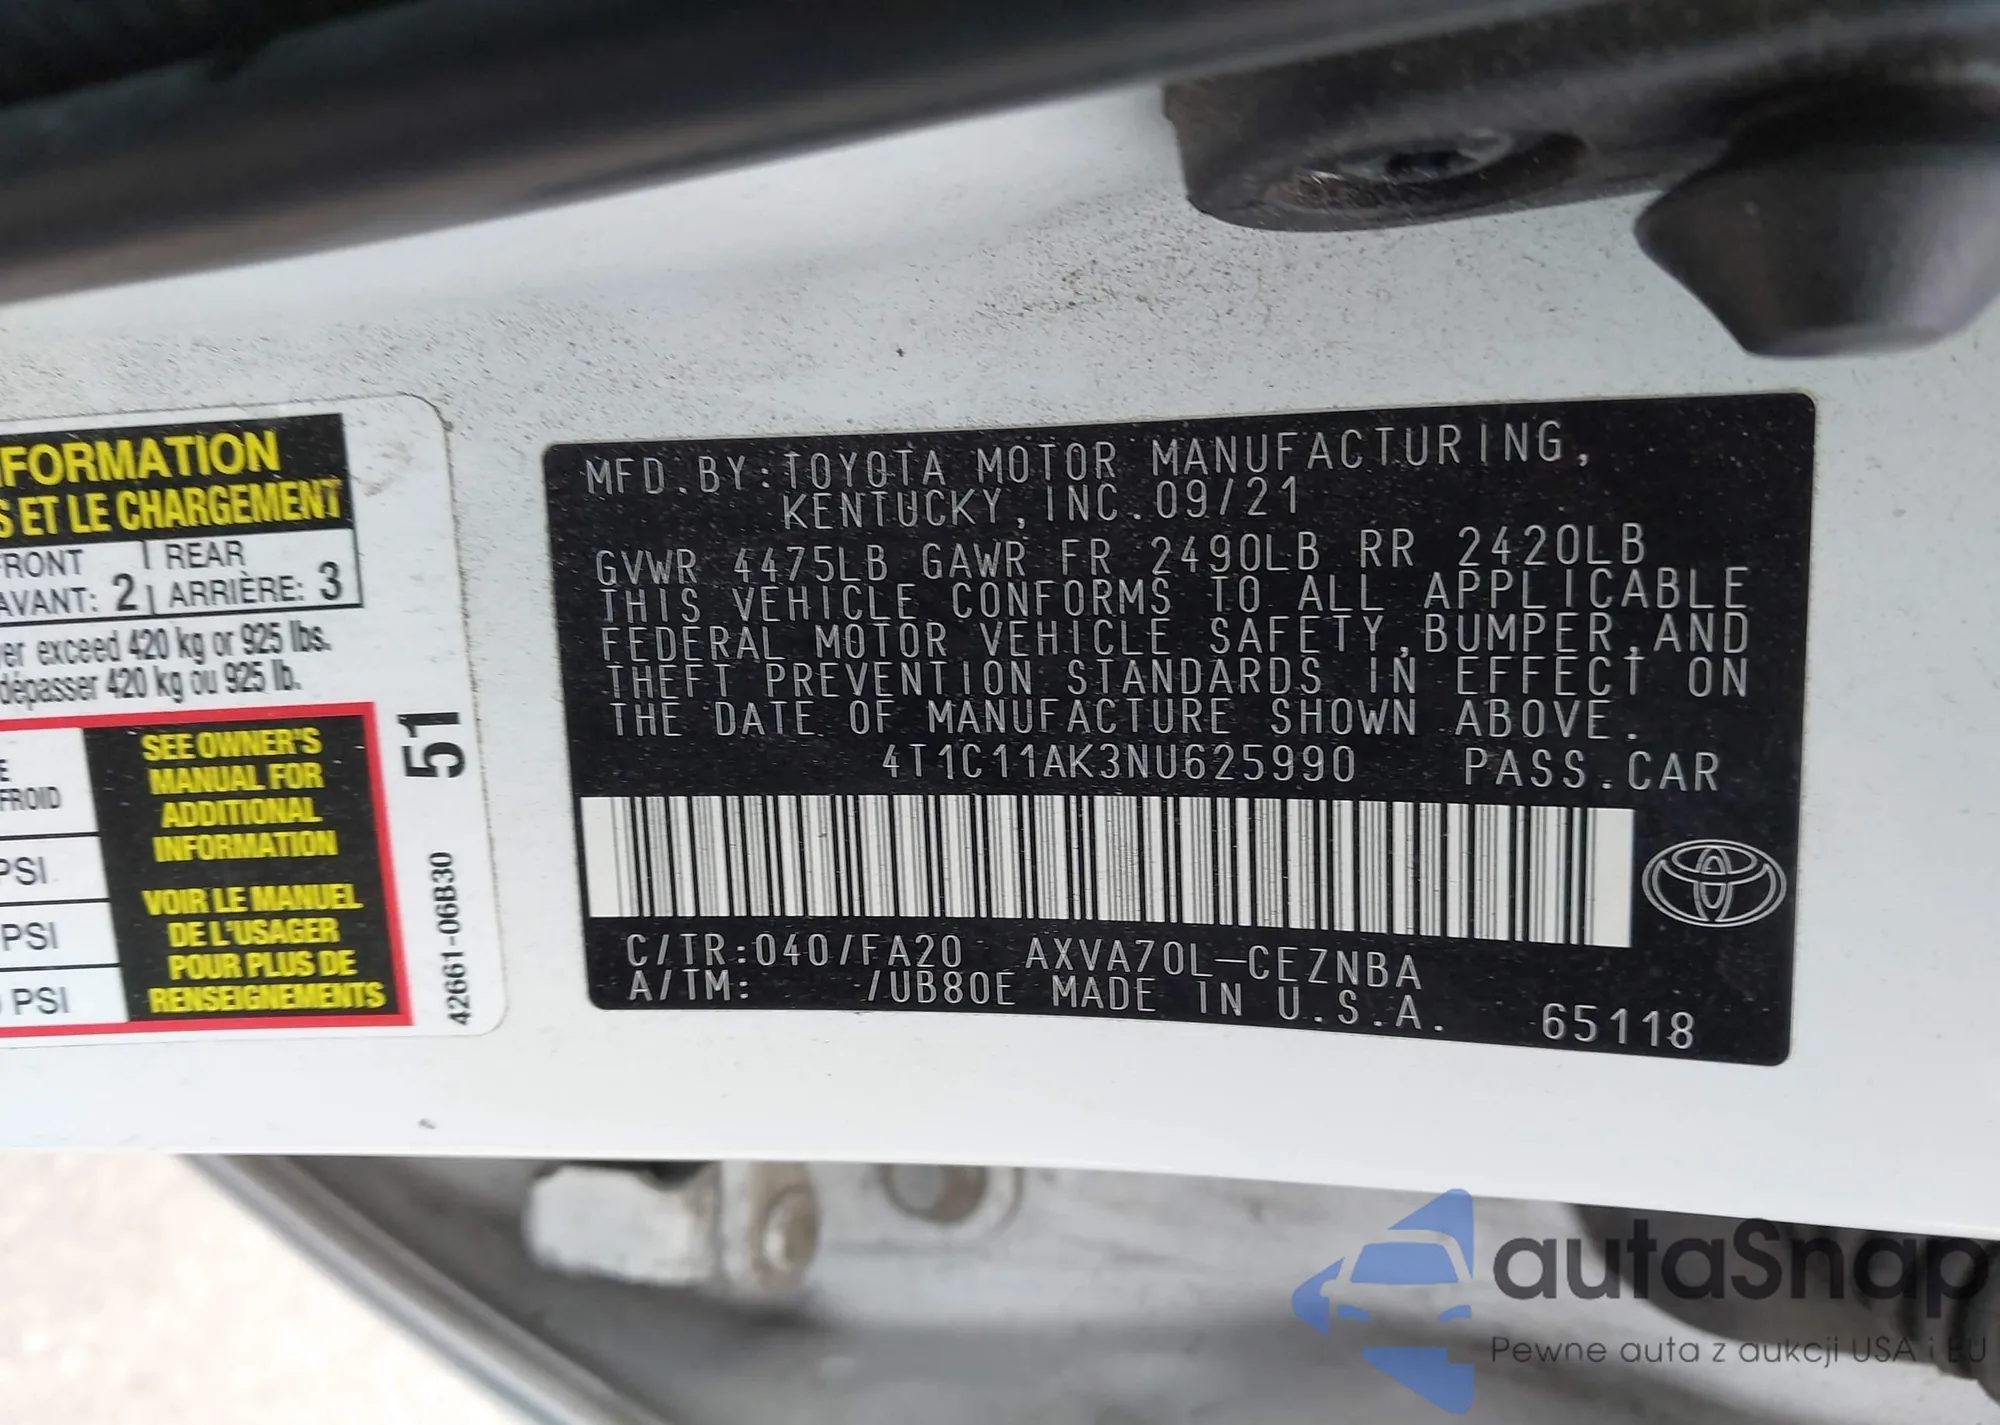 NFORMATION
S ET LE CHARGEMENT
FRONT REAR
AVANT: 2 ARRIÈRE: 3
ver exceed 420 kg or 925 lbs.
dépasser 420 kg ou 925 lb.
E
FROID
PSI
PSI
PSI
SEE OWNER'S
MANUAL FOR
ADDITIONAL
INFORMATION
VOIR LE MANUEL
DE L'USAGER
POUR PLUS DE
RENSEIGNEMENTS
51
42661-06B30
MFD. BY: TOYOTA MOTOR MANUFACTURING,
KENTUCKY, INC. 09/21
GVWR 4475LB GAWR FR 2490LB RR 2420LB
THIS VEHICLE CONFORMS TO ALL APPLICABLE
FEDERAL MOTOR VEHICLE SAFETY, BUMPER, AND
THEFT PREVENTION STANDARDS IN EFFECT ON
THE DATE OF MANUFACTURE SHOWN ABOVE.
4T1C11AK3NU625990 PASS. CAR
C/TR: 040/FA20 AXVA70L-CEZNBA
A/TM: /UB80E MADE IN U.S.A.
65118
autaSnap
Pewne auta z aukcji USA i EU